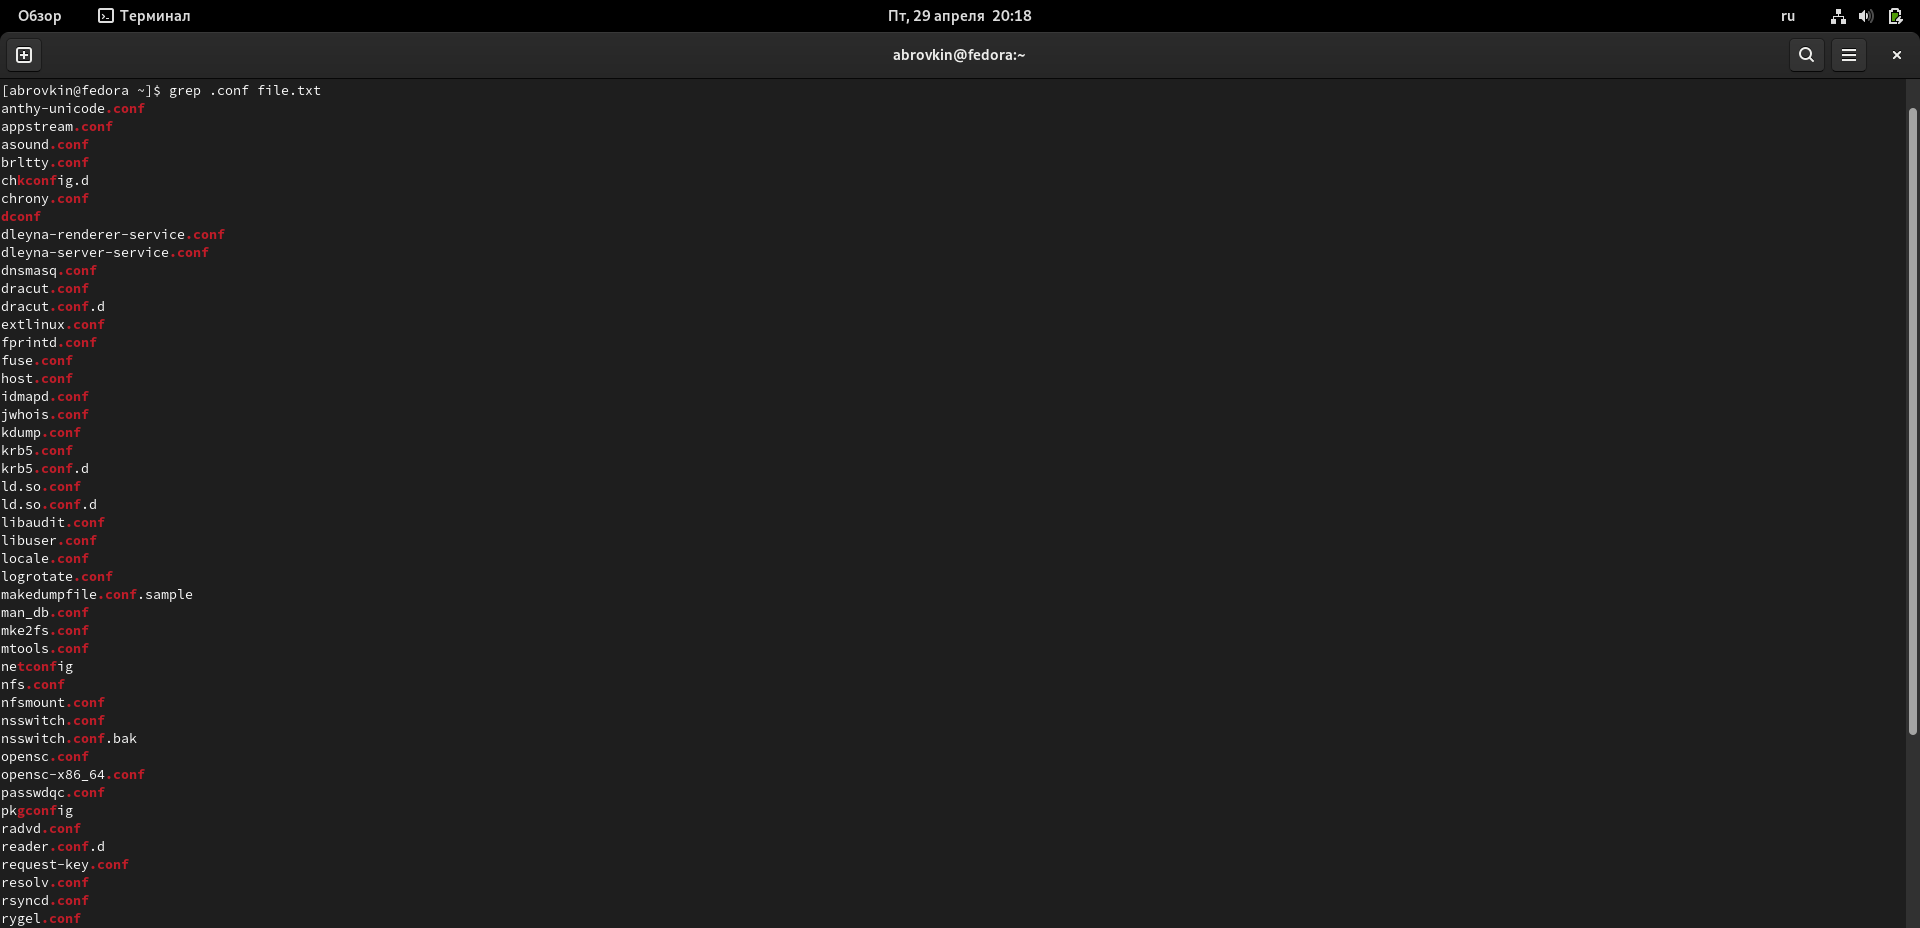 Обзор Терминал Пт, 29 апреля 20:18 ru
abrovkin@fedora:~
[abrovkin@fedora ~]$ grep .conf file.txt
anthy-unicode.conf
appstream.conf
asound.conf
brltty.conf
chkconfig.d
chrony.conf
dconf
dleyna-renderer-service.conf
dleyna-server-service.conf
dnsmasq.conf
dracut.conf
dracut.conf.d
extlinux.conf
fprintd.conf
fuse.conf
host.conf
idmapd.conf
jwhois.conf
kdump.conf
krb5.conf
krb5.conf.d
ld.so.conf
ld.so.conf.d
libaudit.conf
libuser.conf
locale.conf
logrotate.conf
makedumpfile.conf.sample
man_db.conf
mke2fs.conf
mtools.conf
netconfig
nfs.conf
nfsmount.conf
nsswitch.conf
nsswitch.conf.bak
opensc.conf
opensc-x86_64.conf
passwdqc.conf
pkgconfig
radvd.conf
reader.conf.d
request-key.conf
resolv.conf
rsyncd.conf
rygel.conf